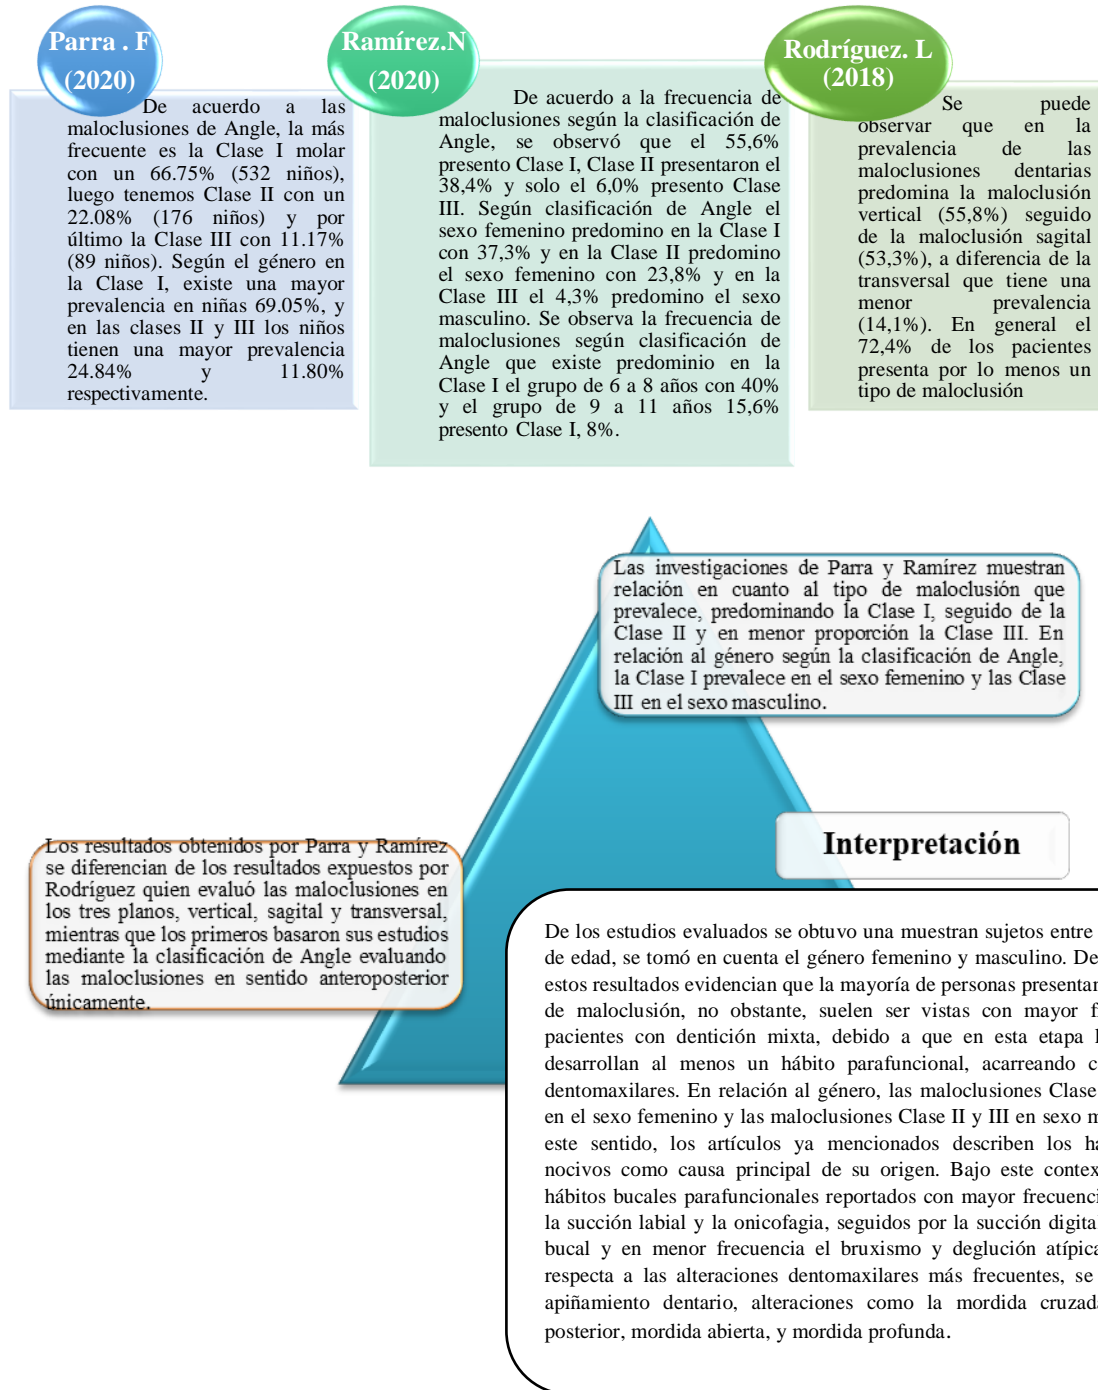 Parra . F
(2020)
De acuerdo a las
maloclusiones de Angle, la más
frecuente es la Clase I molar
con un 66.75% (532 niños),
luego tenemos Clase II con un
22.08% (176 niños) y por
último la Clase III con 11.17%
(89 niños). Según el género en
la Clase I, existe una mayor
prevalencia en niñas 69.05%, y
en las clases II y III los niños
tienen una mayor prevalencia
24.84% y 11.80%
respectivamente.
Ramírez.N
(2020)
De acuerdo a la frecuencia de
maloclusiones según la clasificación de
Angle, se observó que el 55,6%
presento Clase I, Clase II presentaron el
38,4% y solo el 6,0% presento Clase
III. Según clasificación de Angle el
sexo femenino predomino en la Clase I
con 37,3% y en la Clase II predomino
el sexo femenino con 23,8% y en la
Clase III el 4,3% predomino el sexo
masculino. Se observa la frecuencia de
maloclusiones según clasificación de
Angle que existe predominio en la
Clase I el grupo de 6 a 8 años con 40%
y el grupo de 9 a 11 años 15,6%
presento Clase I, 8%.
Rodríguez. L
(2018)
Se puede
observar que en la
prevalencia de las
maloclusiones dentarias
predomina la maloclusión
vertical (55,8%) seguido
de la maloclusión sagital
(53,3%), a diferencia de la
transversal que tiene una
menor prevalencia
(14,1%). En general el
72,4% de los pacientes
presenta por lo menos un
tipo de maloclusión
Las investigaciones de Parra y Ramírez muestran
relación en cuanto al tipo de maloclusión que
prevalece, predominando la Clase I, seguido de la
Clase II y en menor proporción la Clase III. En
relación al género según la clasificación de Angle,
la Clase I prevalece en el sexo femenino y las Clase
III en el sexo masculino.
Los resultados obtenidos por Parra y Ramírez
se diferencian de los resultados expuestos por
Rodríguez quien evaluó las maloclusiones en
los tres planos, vertical, sagital y transversal,
mientras que los primeros basaron sus estudios
mediante la clasificación de Angle evaluando
las maloclusiones en sentido anteroposterior
únicamente.
Interpretación
De los estudios evaluados se obtuvo una muestran sujetos entre
de edad, se tomó en cuenta el género femenino y masculino. De
estos resultados evidencian que la mayoría de personas presentar
de maloclusión, no obstante, suelen ser vistas con mayor
pacientes con dentición mixta, debido a que en esta etapa
desarrollan al menos un hábito parafuncional, acarreando
dentomaxilares. En relación al género, las maloclusiones Clase
en el sexo femenino y las maloclusiones Clase II y III en sexo
este sentido, los artículos ya mencionados describen los
nocivos como causa principal de su origen. Bajo este
hábitos bucales parafuncionales reportados con mayor
la succión labial y la onicofagia, seguidos por la succión digital
bucal y en menor frecuencia el bruxismo y deglución atípica
respecta a las alteraciones dentomaxilares más frecuentes, se
apiñamiento dentario, alteraciones como la mordida cruzada
posterior, mordida abierta, y mordida profunda.